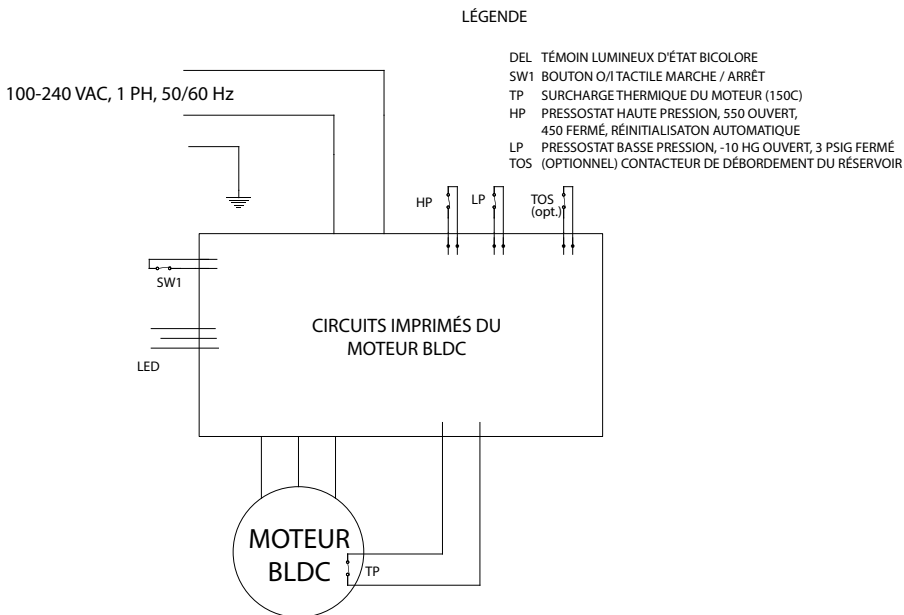 LÉGENDE
DEL TÉMOIN LUMINEUX D'ÉTAT BICOLORE
SW1 BOUTON O/I TACTILE MARCHE / ARRÊT
TP SURCHARGE THERMIQUE DU MOTEUR (150C)
HP PRESSOSTAT HAUTE PRESSION, 550 OUVERT,
450 FERMÉ, RÉINITIALISATON AUTOMATIQUE
LP PRESSOSTAT BASSE PRESSION, -10 HG OUVERT, 3 PSIG FERMÉ
TOS (OPTIONNEL) CONTACTEUR DE DÉBORDEMENT DU RÉSERVOIR
100-240 VAC, 1 PH, 50/60 Hz
HP
LP
TOS
(opt.)
SW1
LED
CIRCUITS IMPRIMÉS DU
MOTEUR BLDC
MOTEUR
BLDC
TP